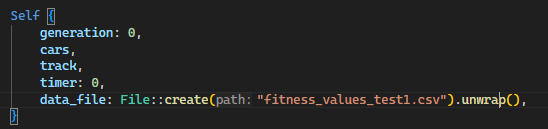 Self {
    generation: 0,
    cars,
    track,
    timer: 0,
    data_file: File::create(path: "fitness_values_test1.csv").unwrap(),
}